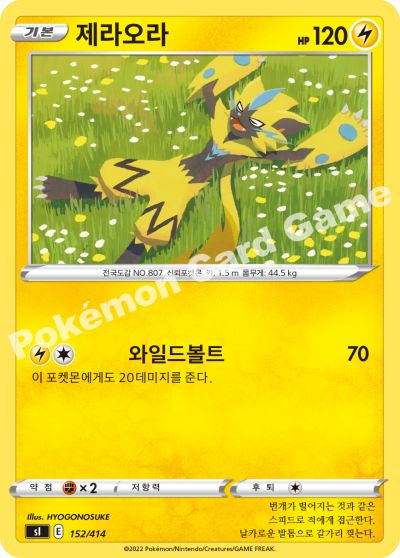 기본 제라오라 HP 120
전국도감 NO.807 신뢰포켓몬 키: 1.5 m 몸무게: 44.5 kg
Pokémon Card Game
와일드볼트 70
이 포켓몬에게도 20데미지를 준다.
약점 ×2 저항력 후퇴
Illus. HYOGONOSUKE
sI E 152/414
번개가 떨어지는 것과 같은
스피드로 적에게 접근한다.
날카로운 발톱으로 갈가리 찢는다.
©2022 Pokémon/Nintendo/Creatures/GAME FREAK.